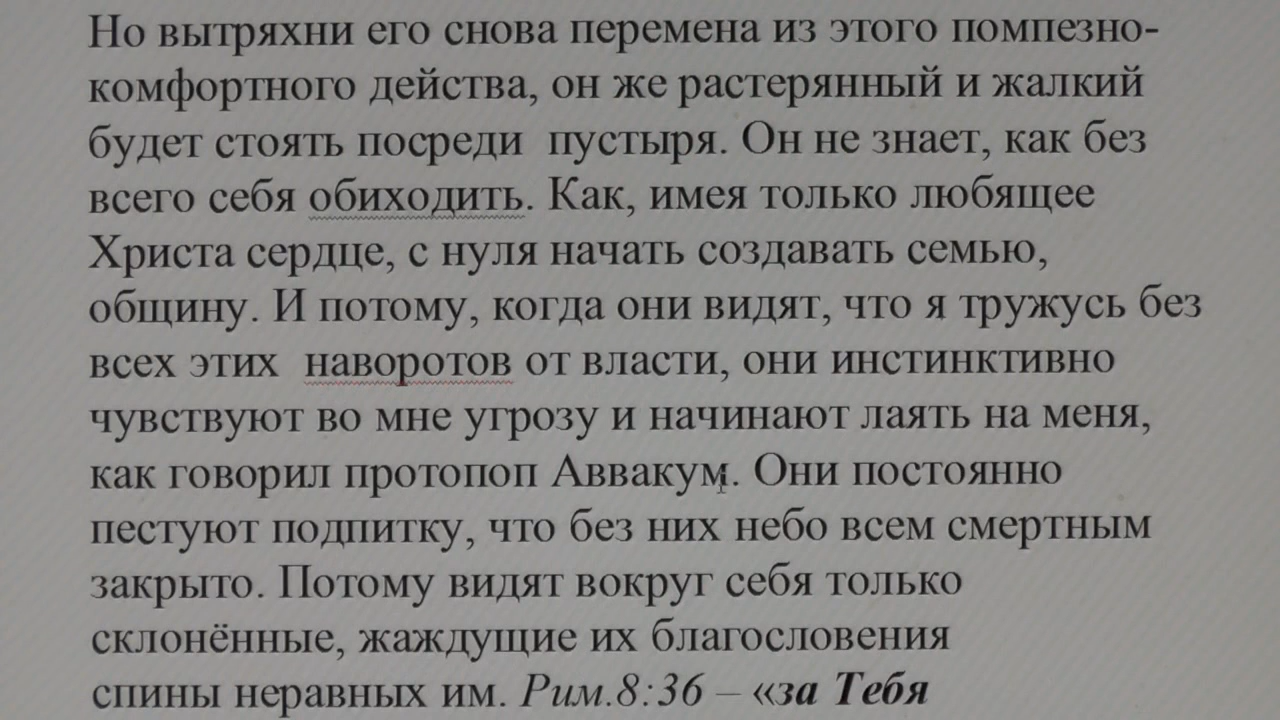 Но вытряхни его снова перемена из этого помпезно-
комфортного действа, он же растерянный и жалкий
будет стоять посреди  пустыря. Он не знает, как без
всего себя обиходить. Как, имея только любящее
Христа сердце, с нуля начать создавать семью,
общину. И потому, когда они видят, что я тружусь без
всех этих  наворотов от власти, они инстинктивно
чувствуют во мне угрозу и начинают лаять на меня,
как говорил протопоп Аввакум. Они постоянно
пестуют подпитку, что без них небо всем смертным
закрыто. Потому видят вокруг себя только
склонённые, жаждущие их благословения
спины неравных им. Рим.8:36 – «за Тебя